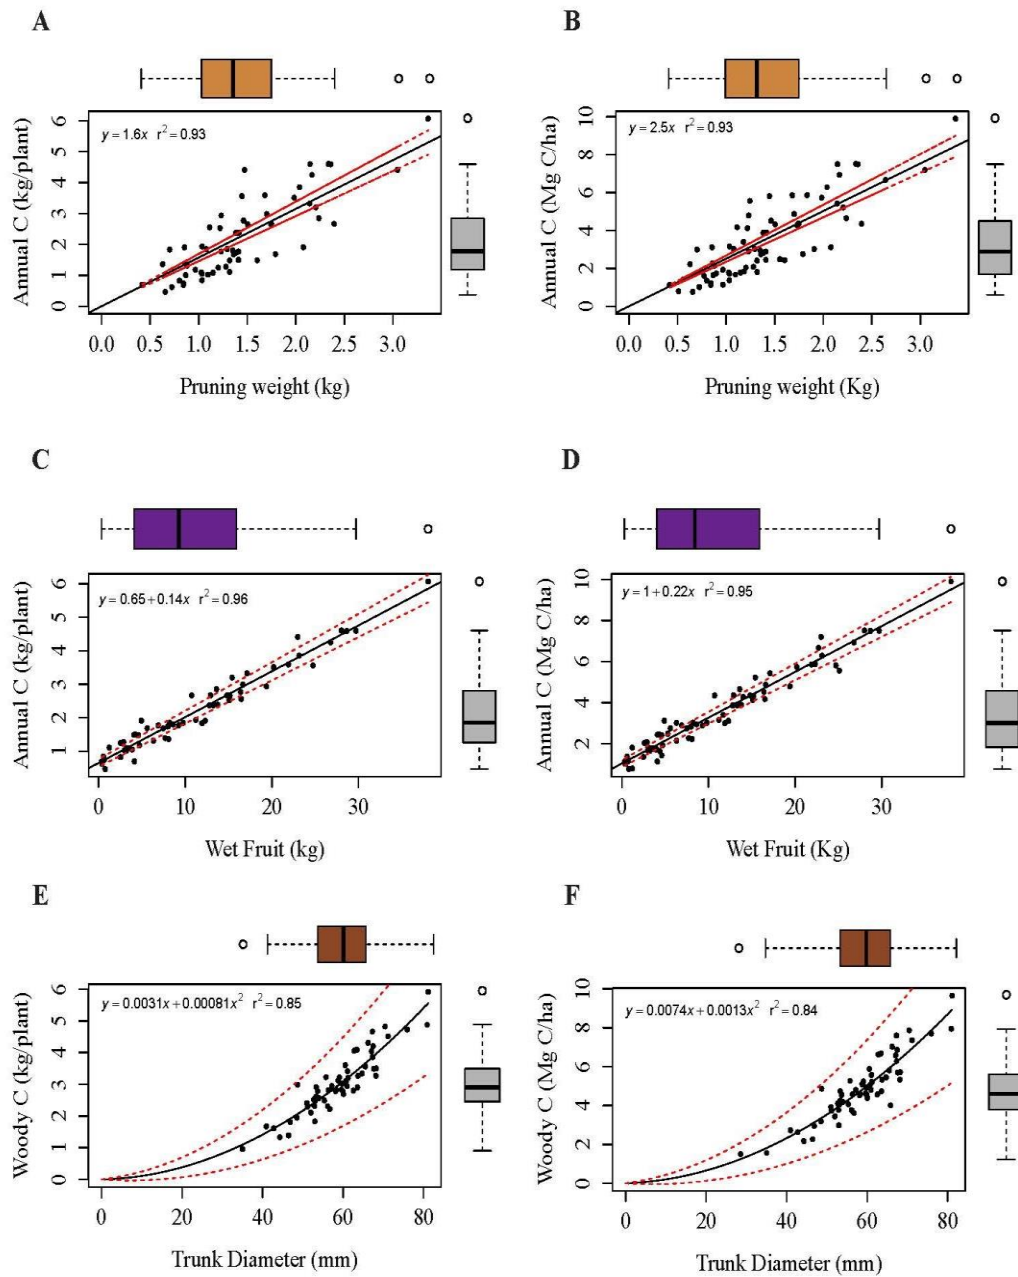 A
B
y = 1.6x r² = 0.93
y = 2.5x r² = 0.93
Annual C (kg/plant)
0 1 2 3 4 5 6
0.0 0.5 1.0 1.5 2.0 2.5 3.0
Pruning weight (kg)
Annual C (Mg C/ha)
0 2 4 6 8 10
0.0 0.5 1.0 1.5 2.0 2.5 3.0
Pruning weight (Kg)
C
D
y = 0.65 + 0.14x r² = 0.96
y = 1 + 0.22x r² = 0.95
Annual C (kg/plant)
1 2 3 4 5 6
0 10 20 30
Wet Fruit (kg)
Annual C (Mg C/ha)
2 4 6 8 10
0 10 20 30
Wet Fruit (Kg)
E
F
y = 0.0031x + 0.00081x² r² = 0.85
y = 0.0074x + 0.0013x² r² = 0.84
Woody C (kg/plant)
0 1 2 3 4 5 6
0 20 40 60 80
Trunk Diameter (mm)
Woody C (Mg C/ha)
0 2 4 6 8 10
0 20 40 60 80
Trunk Diameter (mm)